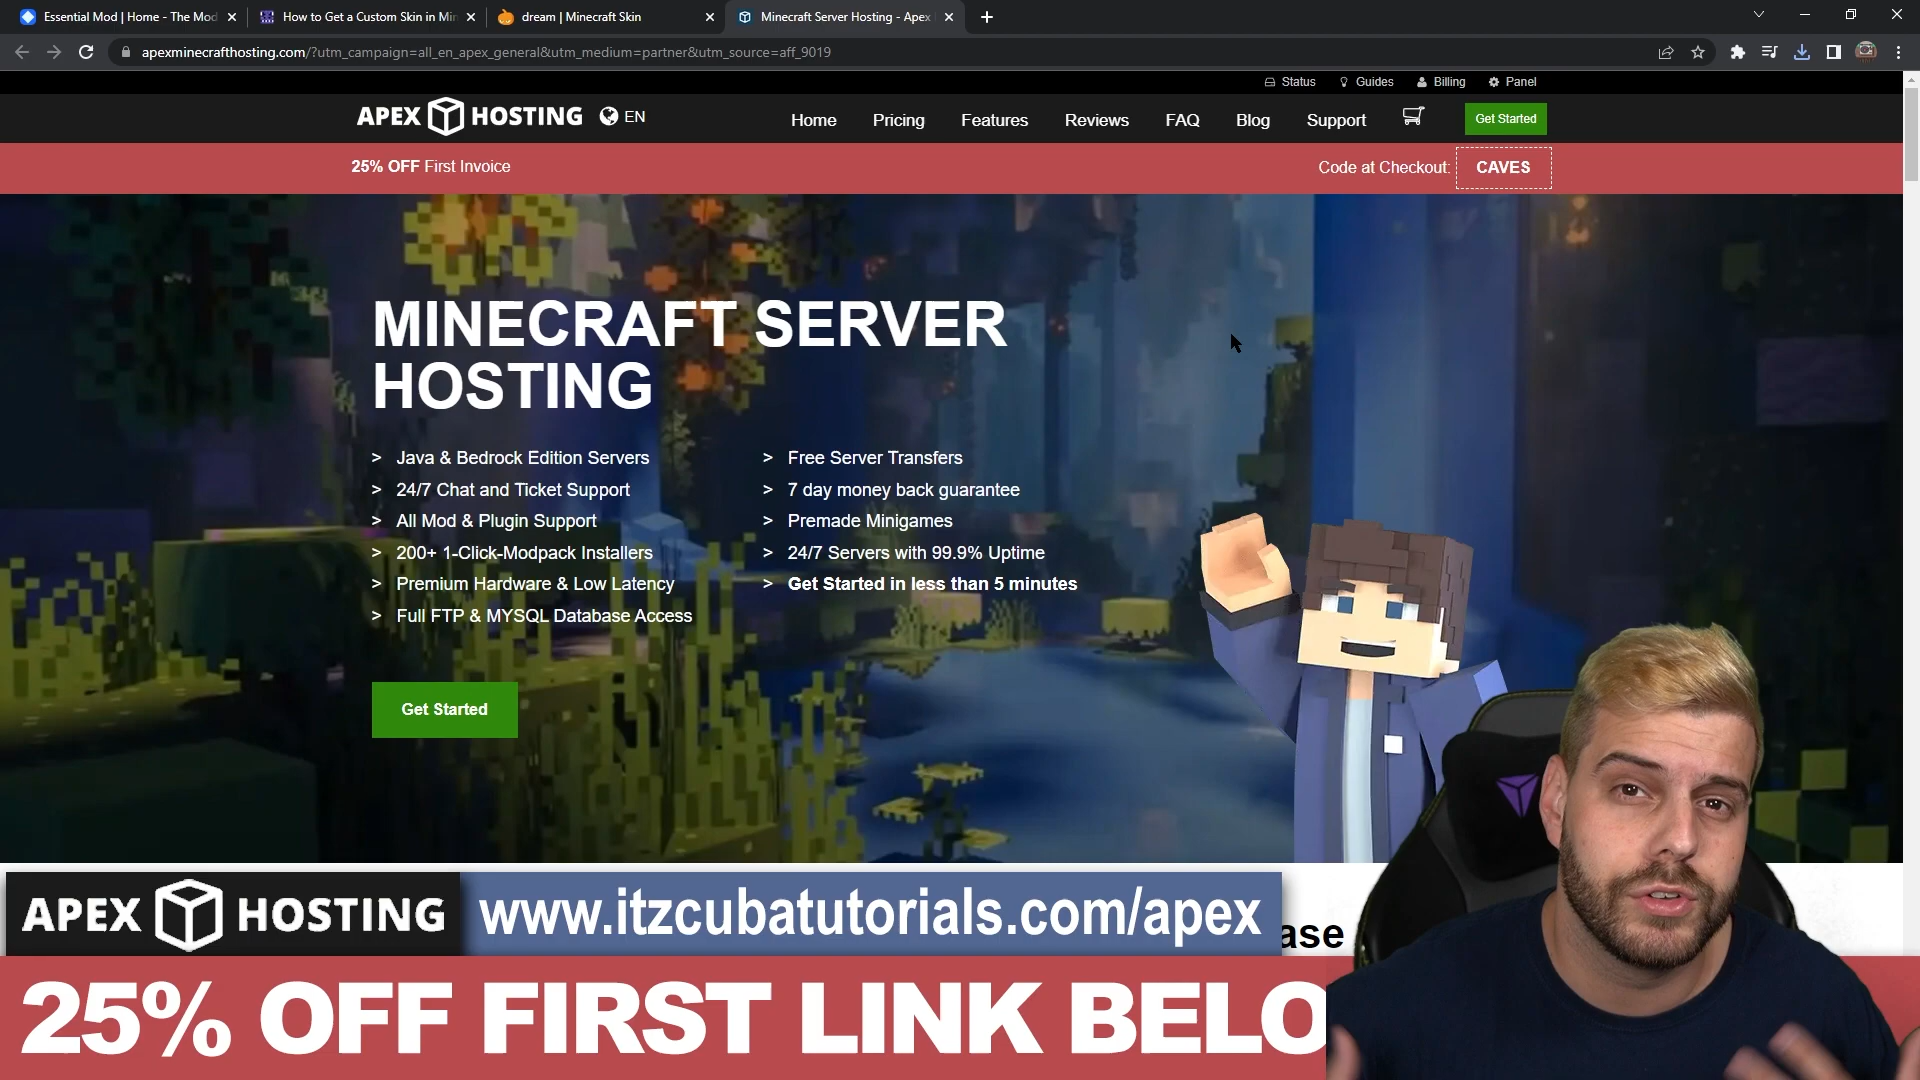 Essential Mod | Home - The Mod
How to Get a Custom Skin in Min
dream | Minecraft Skin
Minecraft Server Hosting - Apex
apexminecrafthosting.com/?utm_campaign=all_en_apex_general&utm_medium=partner&utm_source=aff_9019
Status Guides Billing Panel
APEX HOSTING EN
Home Pricing Features Reviews FAQ Blog Support Get Started
25% OFF First Invoice
Code at Checkout: CAVES
MINECRAFT SERVER
HOSTING
> Java & Bedrock Edition Servers
> 24/7 Chat and Ticket Support
> All Mod & Plugin Support
> 200+ 1-Click-Modpack Installers
> Premium Hardware & Low Latency
> Full FTP & MYSQL Database Access
> Free Server Transfers
> 7 day money back guarantee
> Premade Minigames
> 24/7 Servers with 99.9% Uptime
> Get Started in less than 5 minutes
Get Started
APEX HOSTING
www.itzcubatutorials.com/apex
ase
25% OFF FIRST LINK BELO